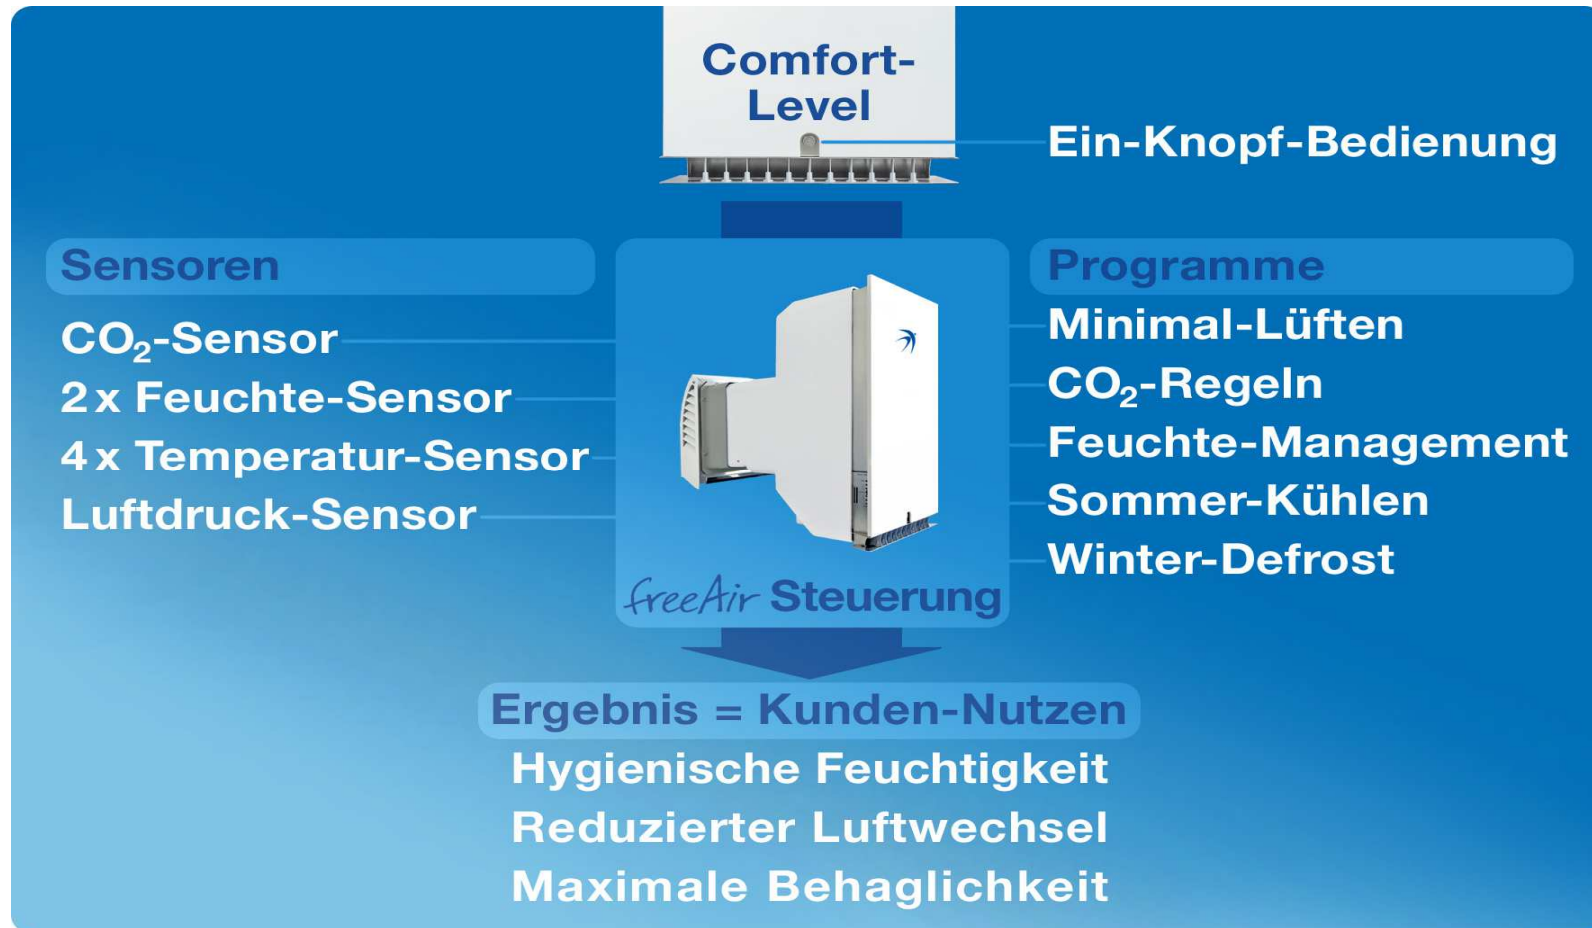 Comfort-
Level
Ein-Knopf-Bedienung
Sensoren
CO₂-Sensor
2 x Feuchte-Sensor
4 x Temperatur-Sensor
Luftdruck-Sensor
freeAir Steuerung
Programme
Minimal-Lüften
CO₂-Regeln
Feuchte-Management
Sommer-Kühlen
Winter-Defrost
Ergebnis = Kunden-Nutzen
Hygienische Feuchtigkeit
Reduzierter Luftwechsel
Maximale Behaglichkeit